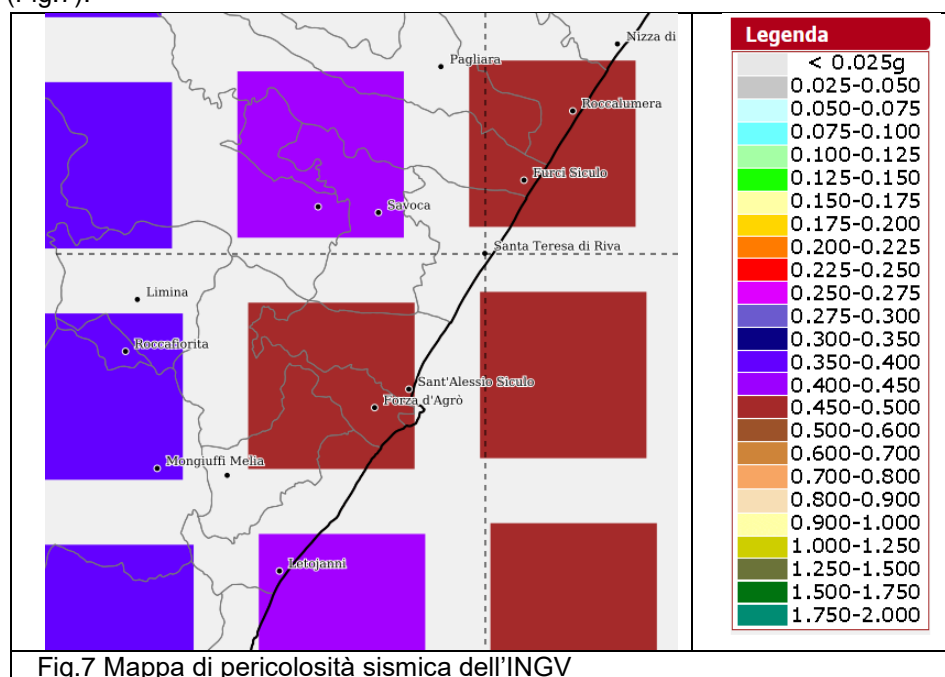 (Fig.7).
Nizza di
Pagliara
Roccalumera
Furci Siculo
Savoca
Santa Teresa di Riva
Limina
Roccafiorita
Sant'Alessio Siculo
Forza d'Agrò
Mongiuffi Melia
Letojanni
Legenda
< 0.025g
0.025-0.050
0.050-0.075
0.075-0.100
0.100-0.125
0.125-0.150
0.150-0.175
0.175-0.200
0.200-0.225
0.225-0.250
0.250-0.275
0.275-0.300
0.300-0.350
0.350-0.400
0.400-0.450
0.450-0.500
0.500-0.600
0.600-0.700
0.700-0.800
0.800-0.900
0.900-1.000
1.000-1.250
1.250-1.500
1.500-1.750
1.750-2.000
Fig.7 Mappa di pericolosità sismica dell'INGV